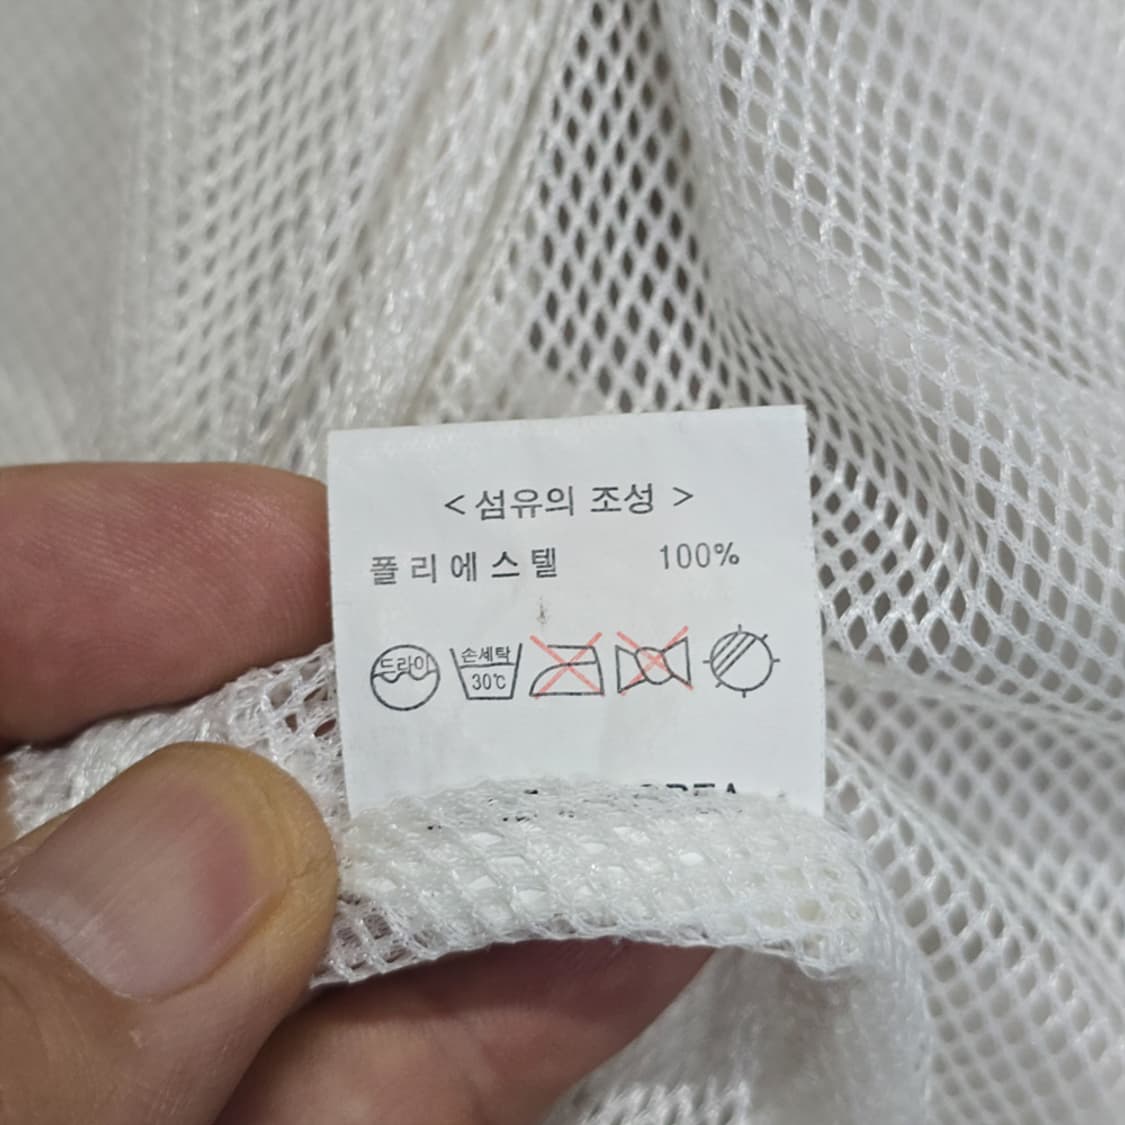 < 섬유의 조성 >
폴리에스텔 100%
드라이 손세탁
30℃